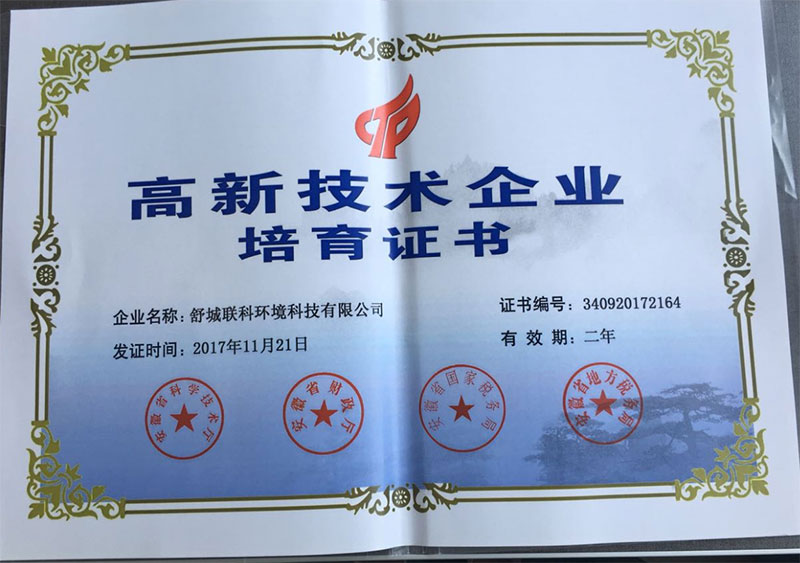 高新技术企业
培育证书
企业名称：舒城联科环境科技有限公司
证书编号：340920172164
发证时间：2017年11月21日
有效期：二年
安徽省科学技术厅
安徽省财政厅
安徽省国家税务局
安徽省地方税务局